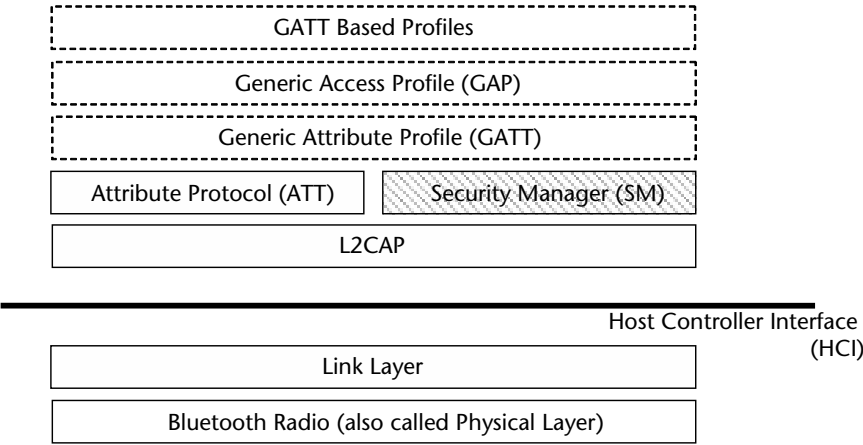 GATT Based Profiles
Generic Access Profile (GAP)
Generic Attribute Profile (GATT)
Attribute Protocol (ATT)
Security Manager (SM)
L2CAP
Host Controller Interface
(HCI)
Link Layer
Bluetooth Radio (also called Physical Layer)